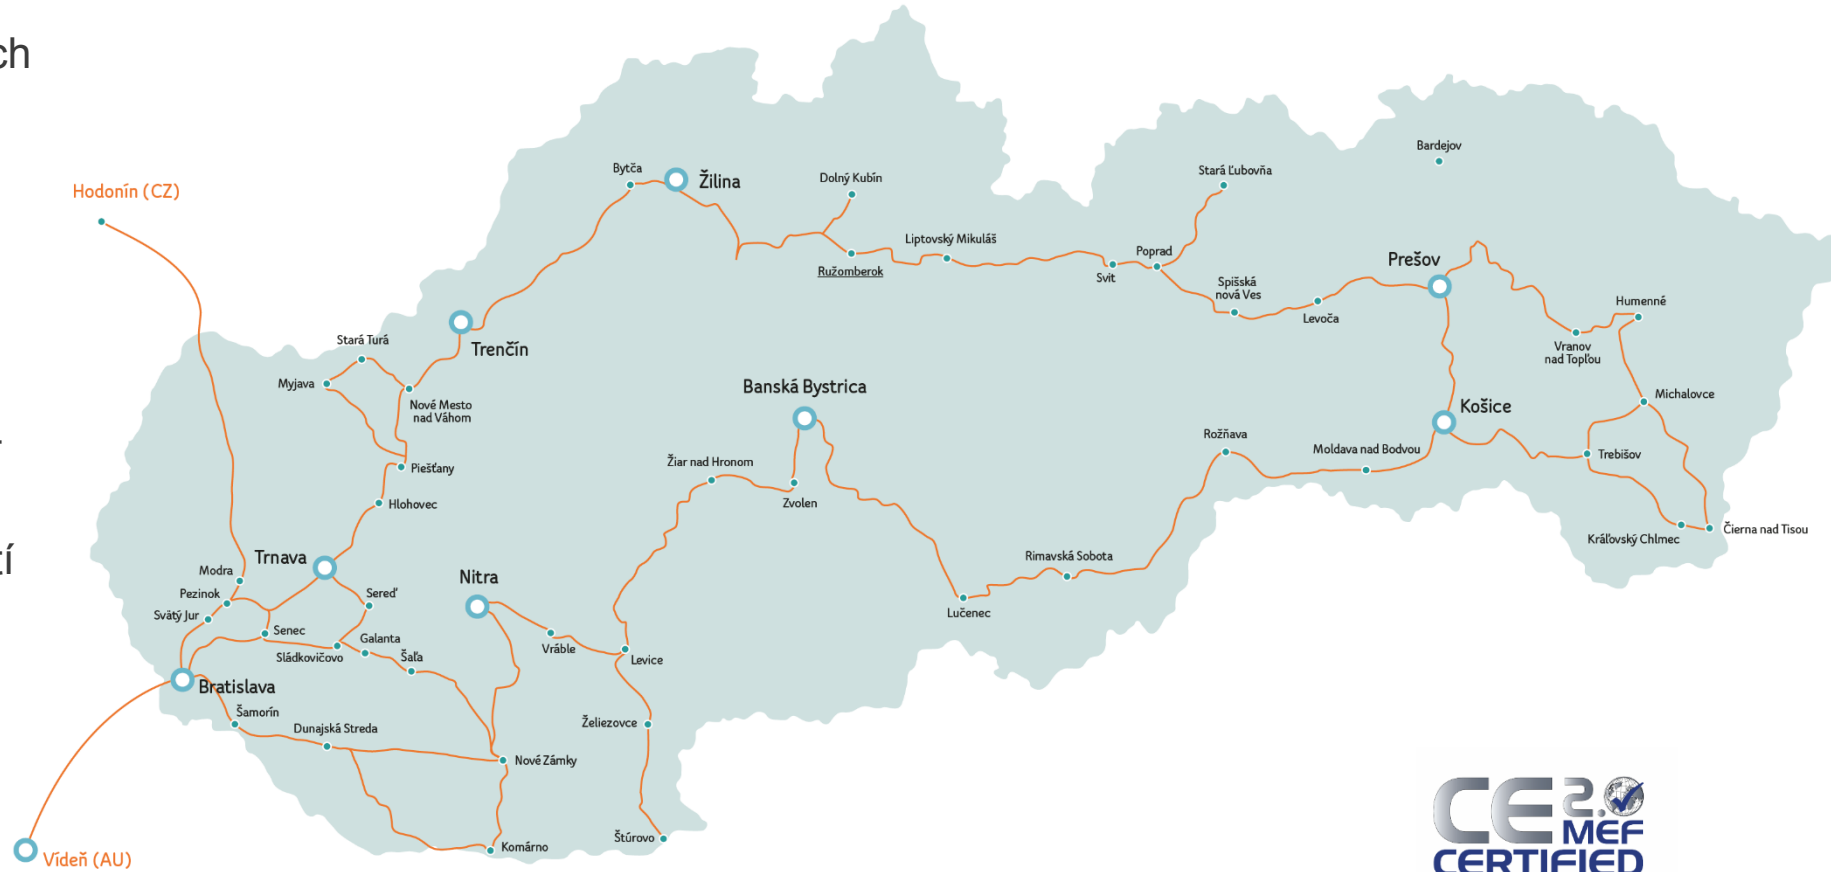 ch
Bardejov
Bytča
Žilina
Dolný Kubín
Stará Ľubovňa
Hodonín (CZ)
Liptovský Mikuláš
Poprad
Prešov
Ružomberok
Svit
Spišská
nová Ves
Humenné
Levoča
Stará Turá
Trenčín
Vranov
nad Topľou
Myjava
Banská Bystrica
Michalovce
Nové Mesto
nad Váhom
Košice
Rožňava
Moldava nad Bodvou
Trebišov
Žiar nad Hronom
Piešťany
Zvolen
Hlohovec
Čierna nad Tisou
Kráľovský Chlmec
tí
Trnava
Rimavská Sobota
Modra
Nitra
Pezinok
Sereď
Svätý Jur
Lučenec
Senec
Galanta
Vráble
Sládkovičovo
Šaľa
Levice
Bratislava
Šamorín
Dunajská Streda
Želiezovce
Nové Zámky
Štúrovo
Komárno
Vídeň (AU)
CE 2.0
MEF
CERTIFIED